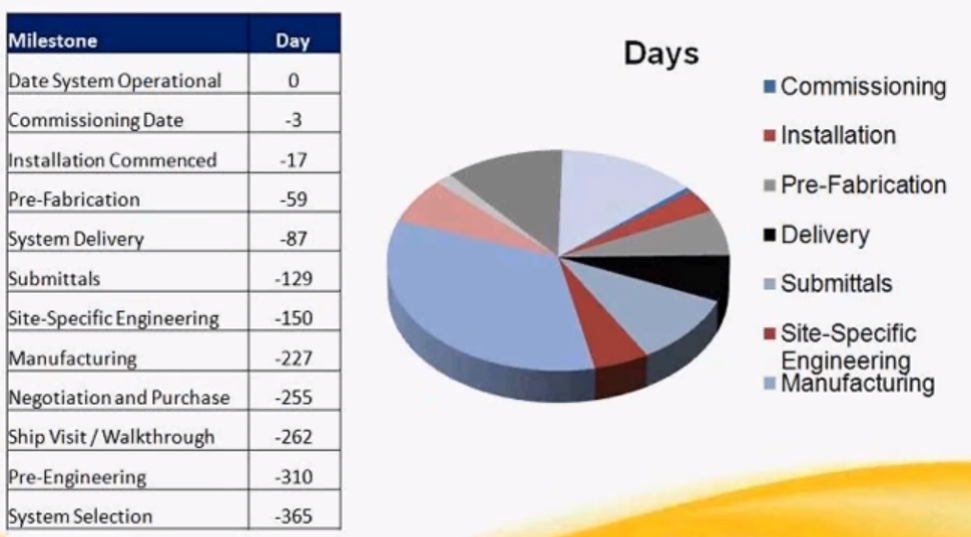 Milestone Day
Date System Operational 0
Commissioning Date -3
Installation Commenced -17
Pre-Fabrication -59
System Delivery -87
Submittals -129
Site-Specific Engineering -150
Manufacturing -227
Negotiation and Purchase -255
Ship Visit / Walkthrough -262
Pre-Engineering -310
System Selection -365
Days
Commissioning
Installation
Pre-Fabrication
Delivery
Submittals
Site-Specific
Engineering
Manufacturing